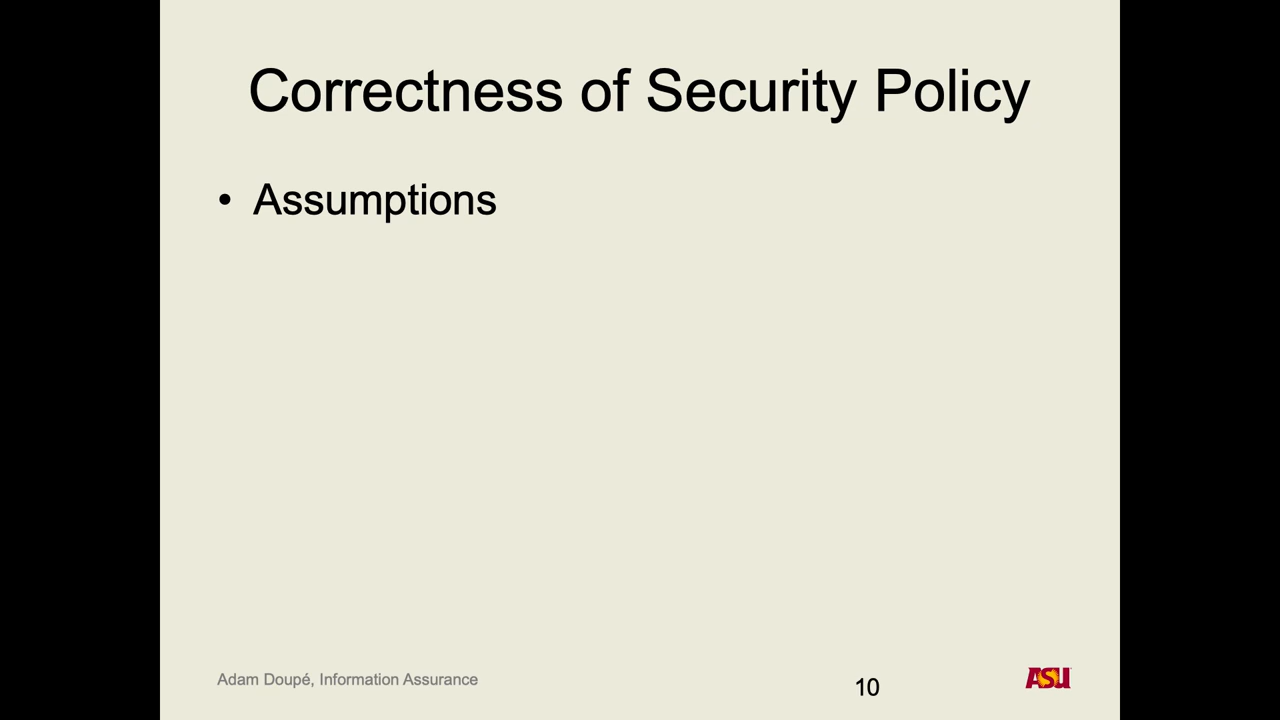 Correctness of Security Policy
• Assumptions
Adam Doupé, Information Assurance
10
ASU